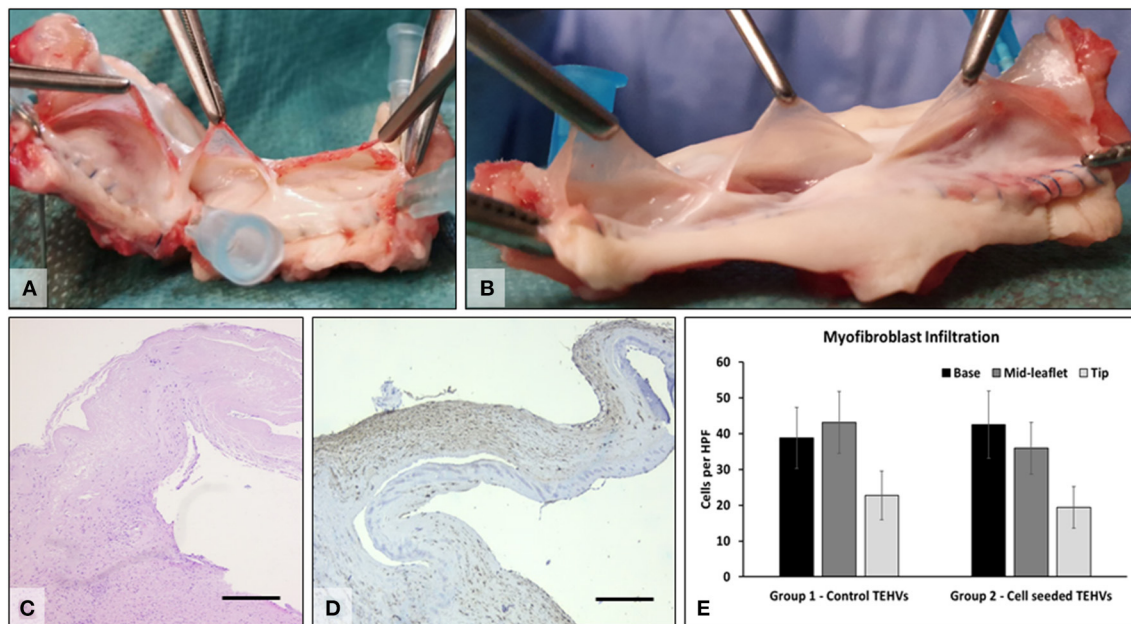 A
B
C
D
Myofibroblast Infiltration
Base Mid-leaflet Tip
60
50
40
30
20
10
0
Cells per HPF
Group 1 - Control TEHVs Group 2 - Cell seeded TEHVs
E